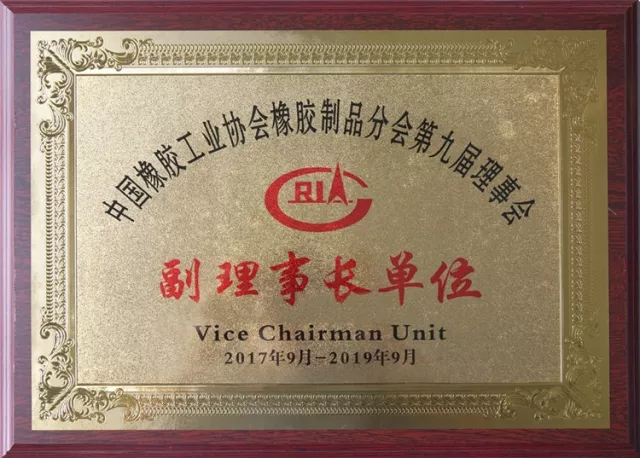 中国橡胶工业协会橡胶制品分会第九届理事会
CRIA
副理事长单位
Vice Chairman Unit
2017年9月-2019年9月